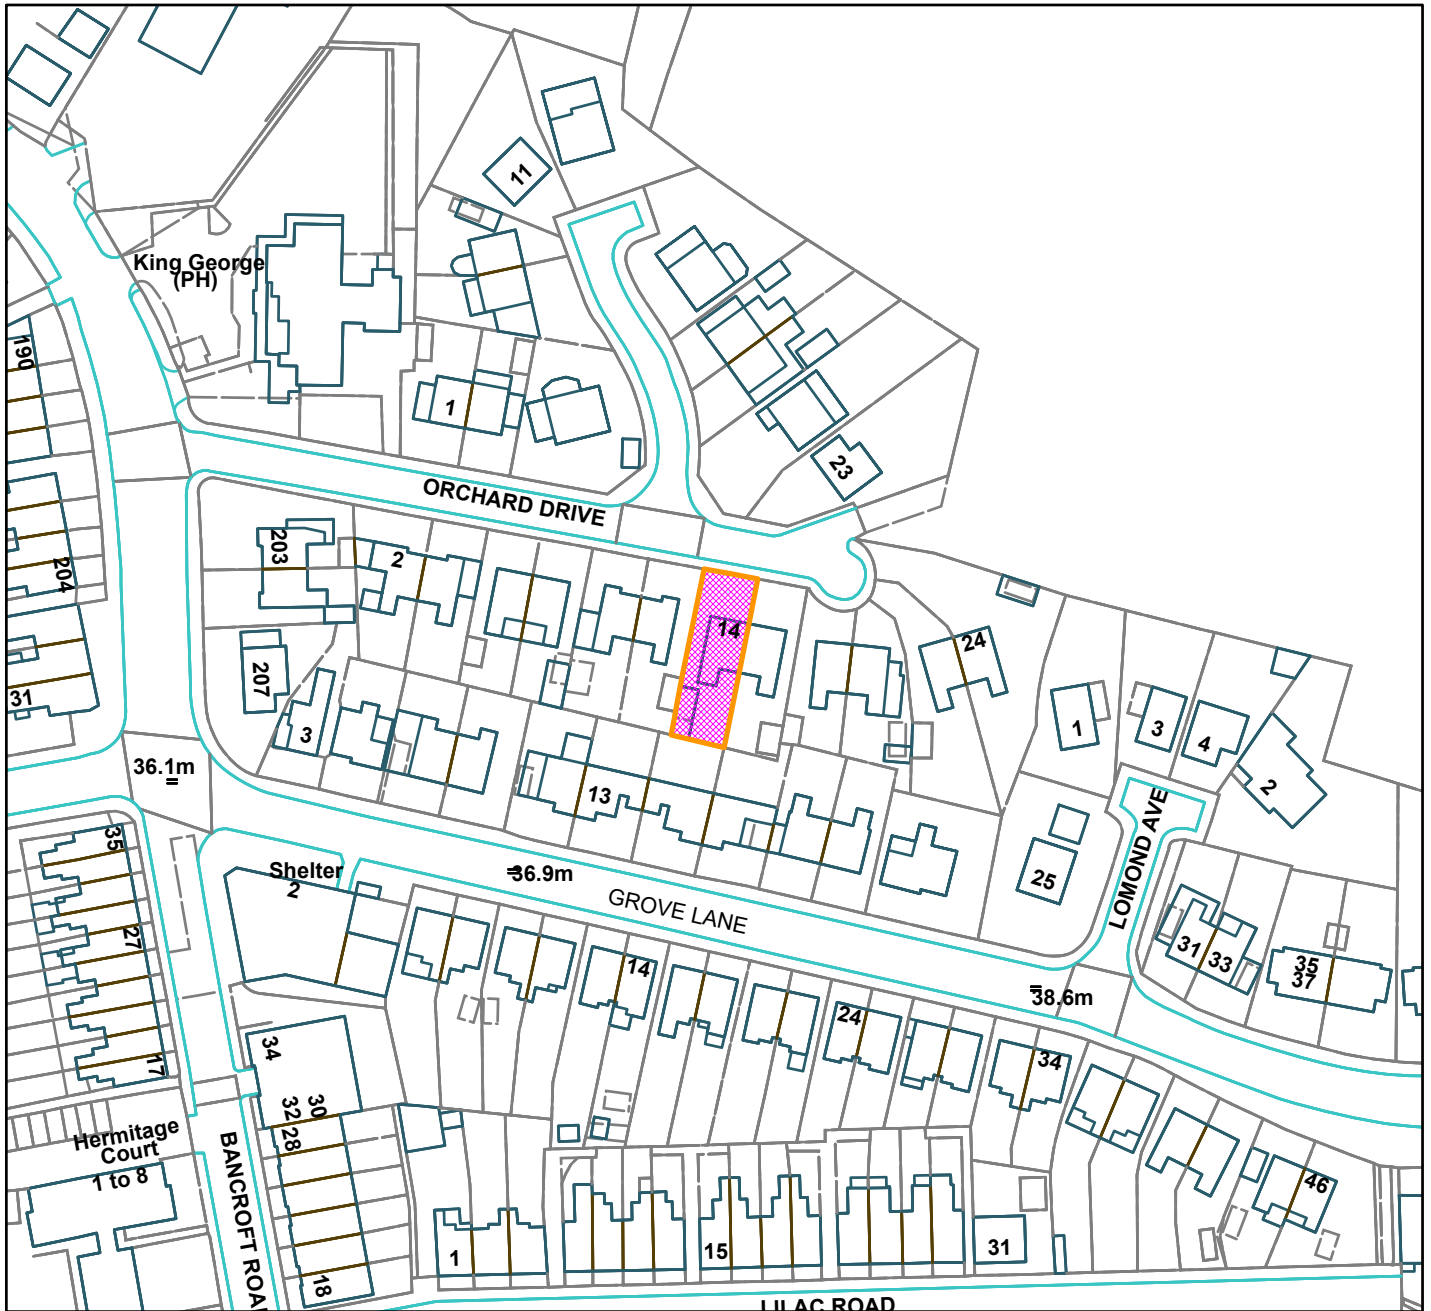 11
King George
(PH)
190
1
23
ORCHARD DRIVE
203
2
204
14
24
207
31
3
1
3
4
2
36.1m
13
LOMOND AVE
35
Shelter
2
36.9m
GROVE LANE
25
27
14
31
33
35
37
38.6m
24
34
17
34
30
32
28
Hermitage
Court
1 to 8
BANCROFT ROAD
46
1
15
31
18
LILAC ROAD